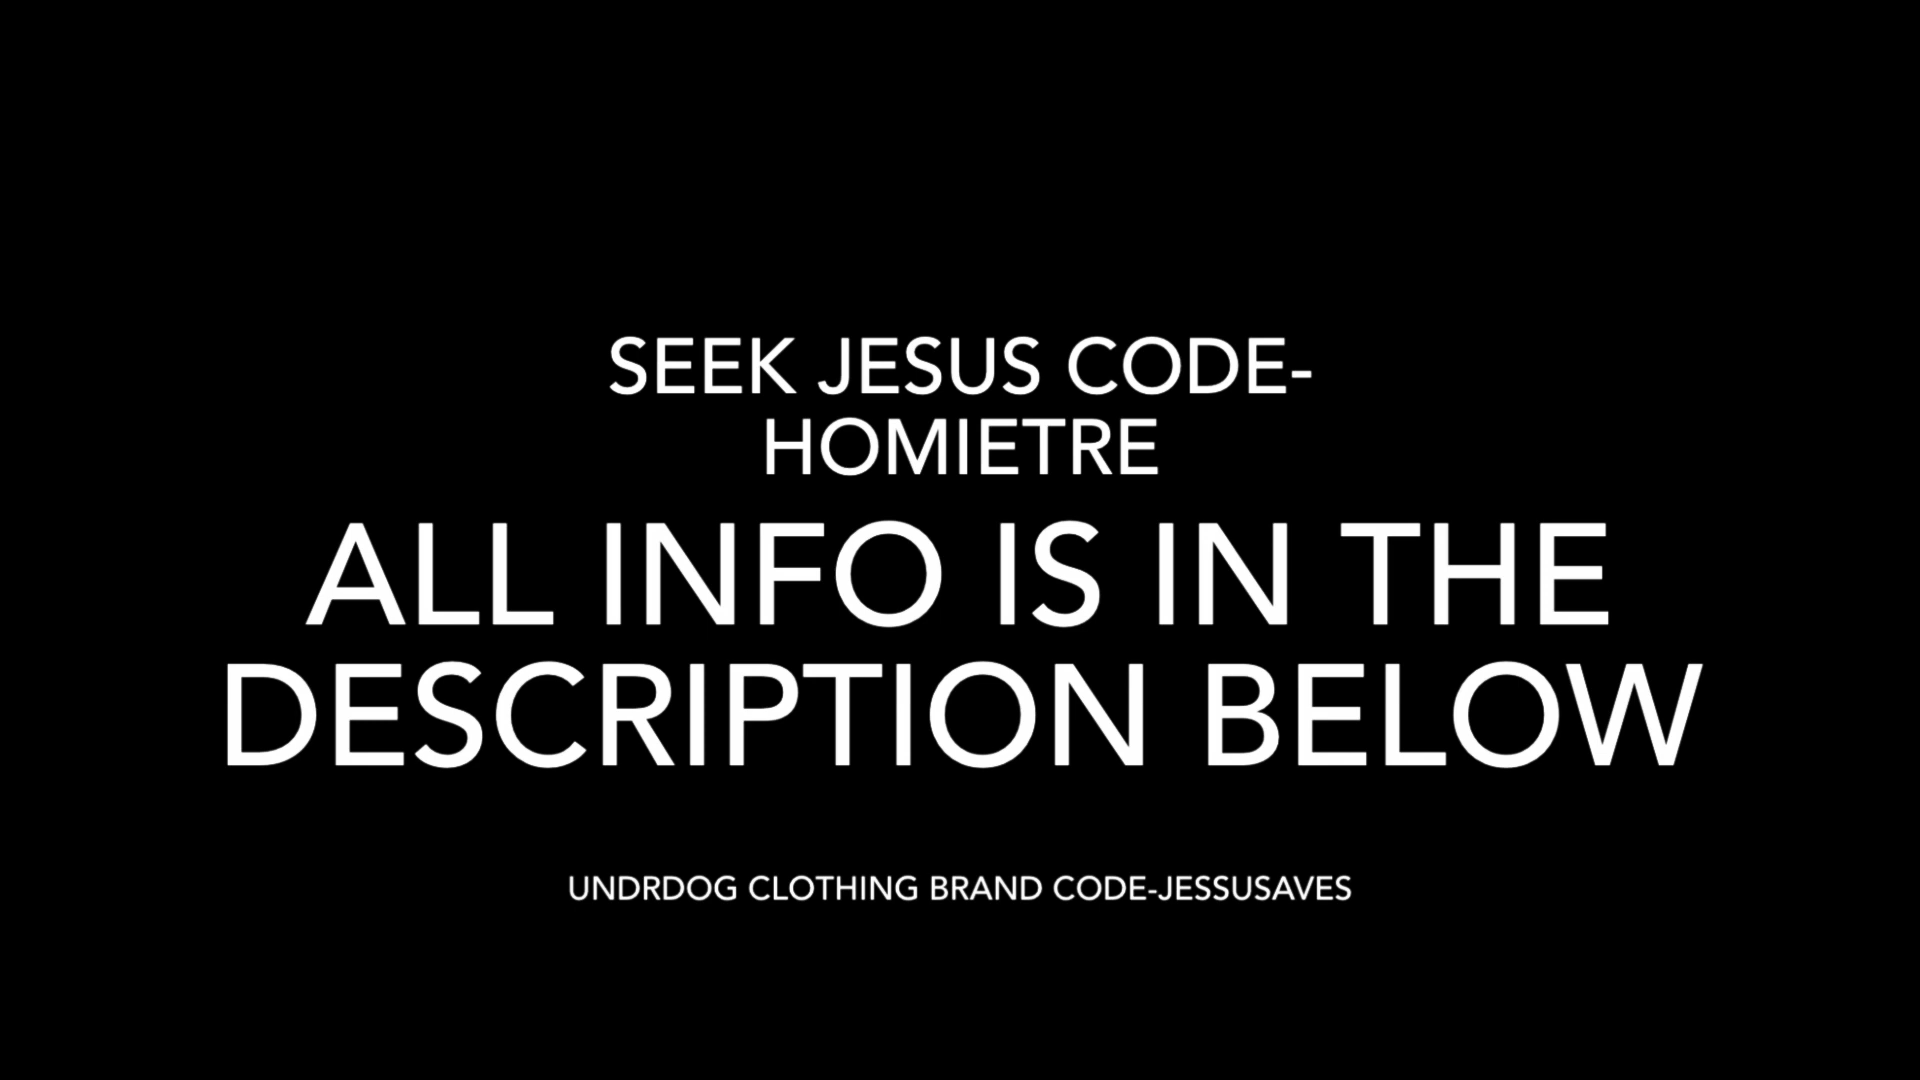 SEEK JESUS CODE-
HOMIETRE
ALL INFO IS IN THE
DESCRIPTION BELOW
UNDRDOG CLOTHING BRAND CODE-JESSUSAVES